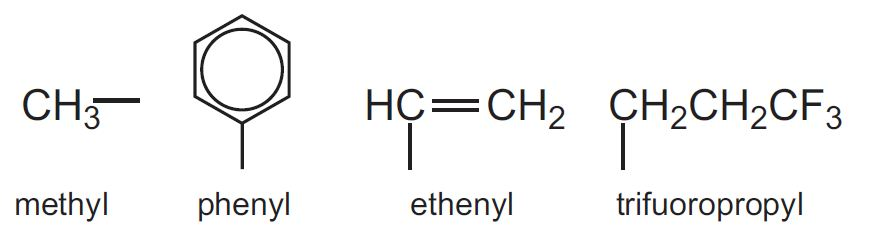 CH₃ HC=CH₂ CH₂CH₂CF₃
methyl phenyl ethenyl trifuoropropyl